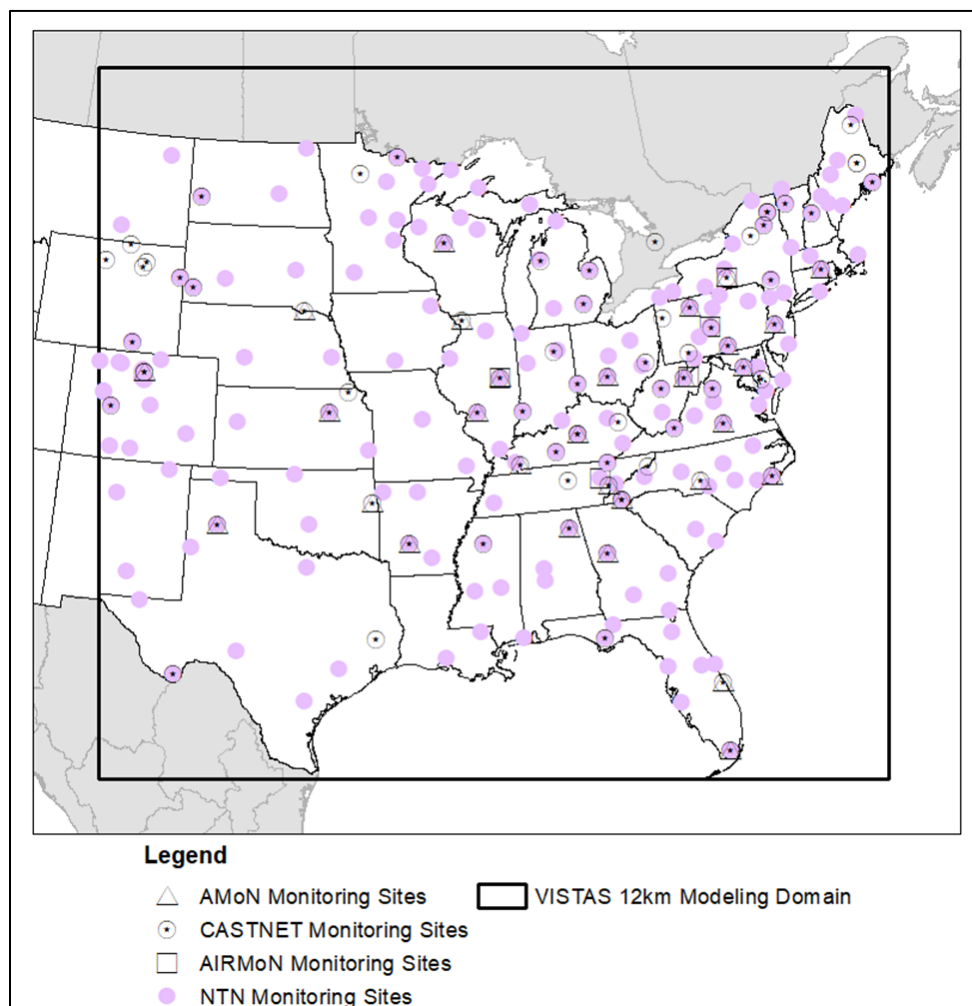 Legend
AMoN Monitoring Sites
VISTAS 12km Modeling Domain
CASTNET Monitoring Sites
AIRMoN Monitoring Sites
NTN Monitoring Sites